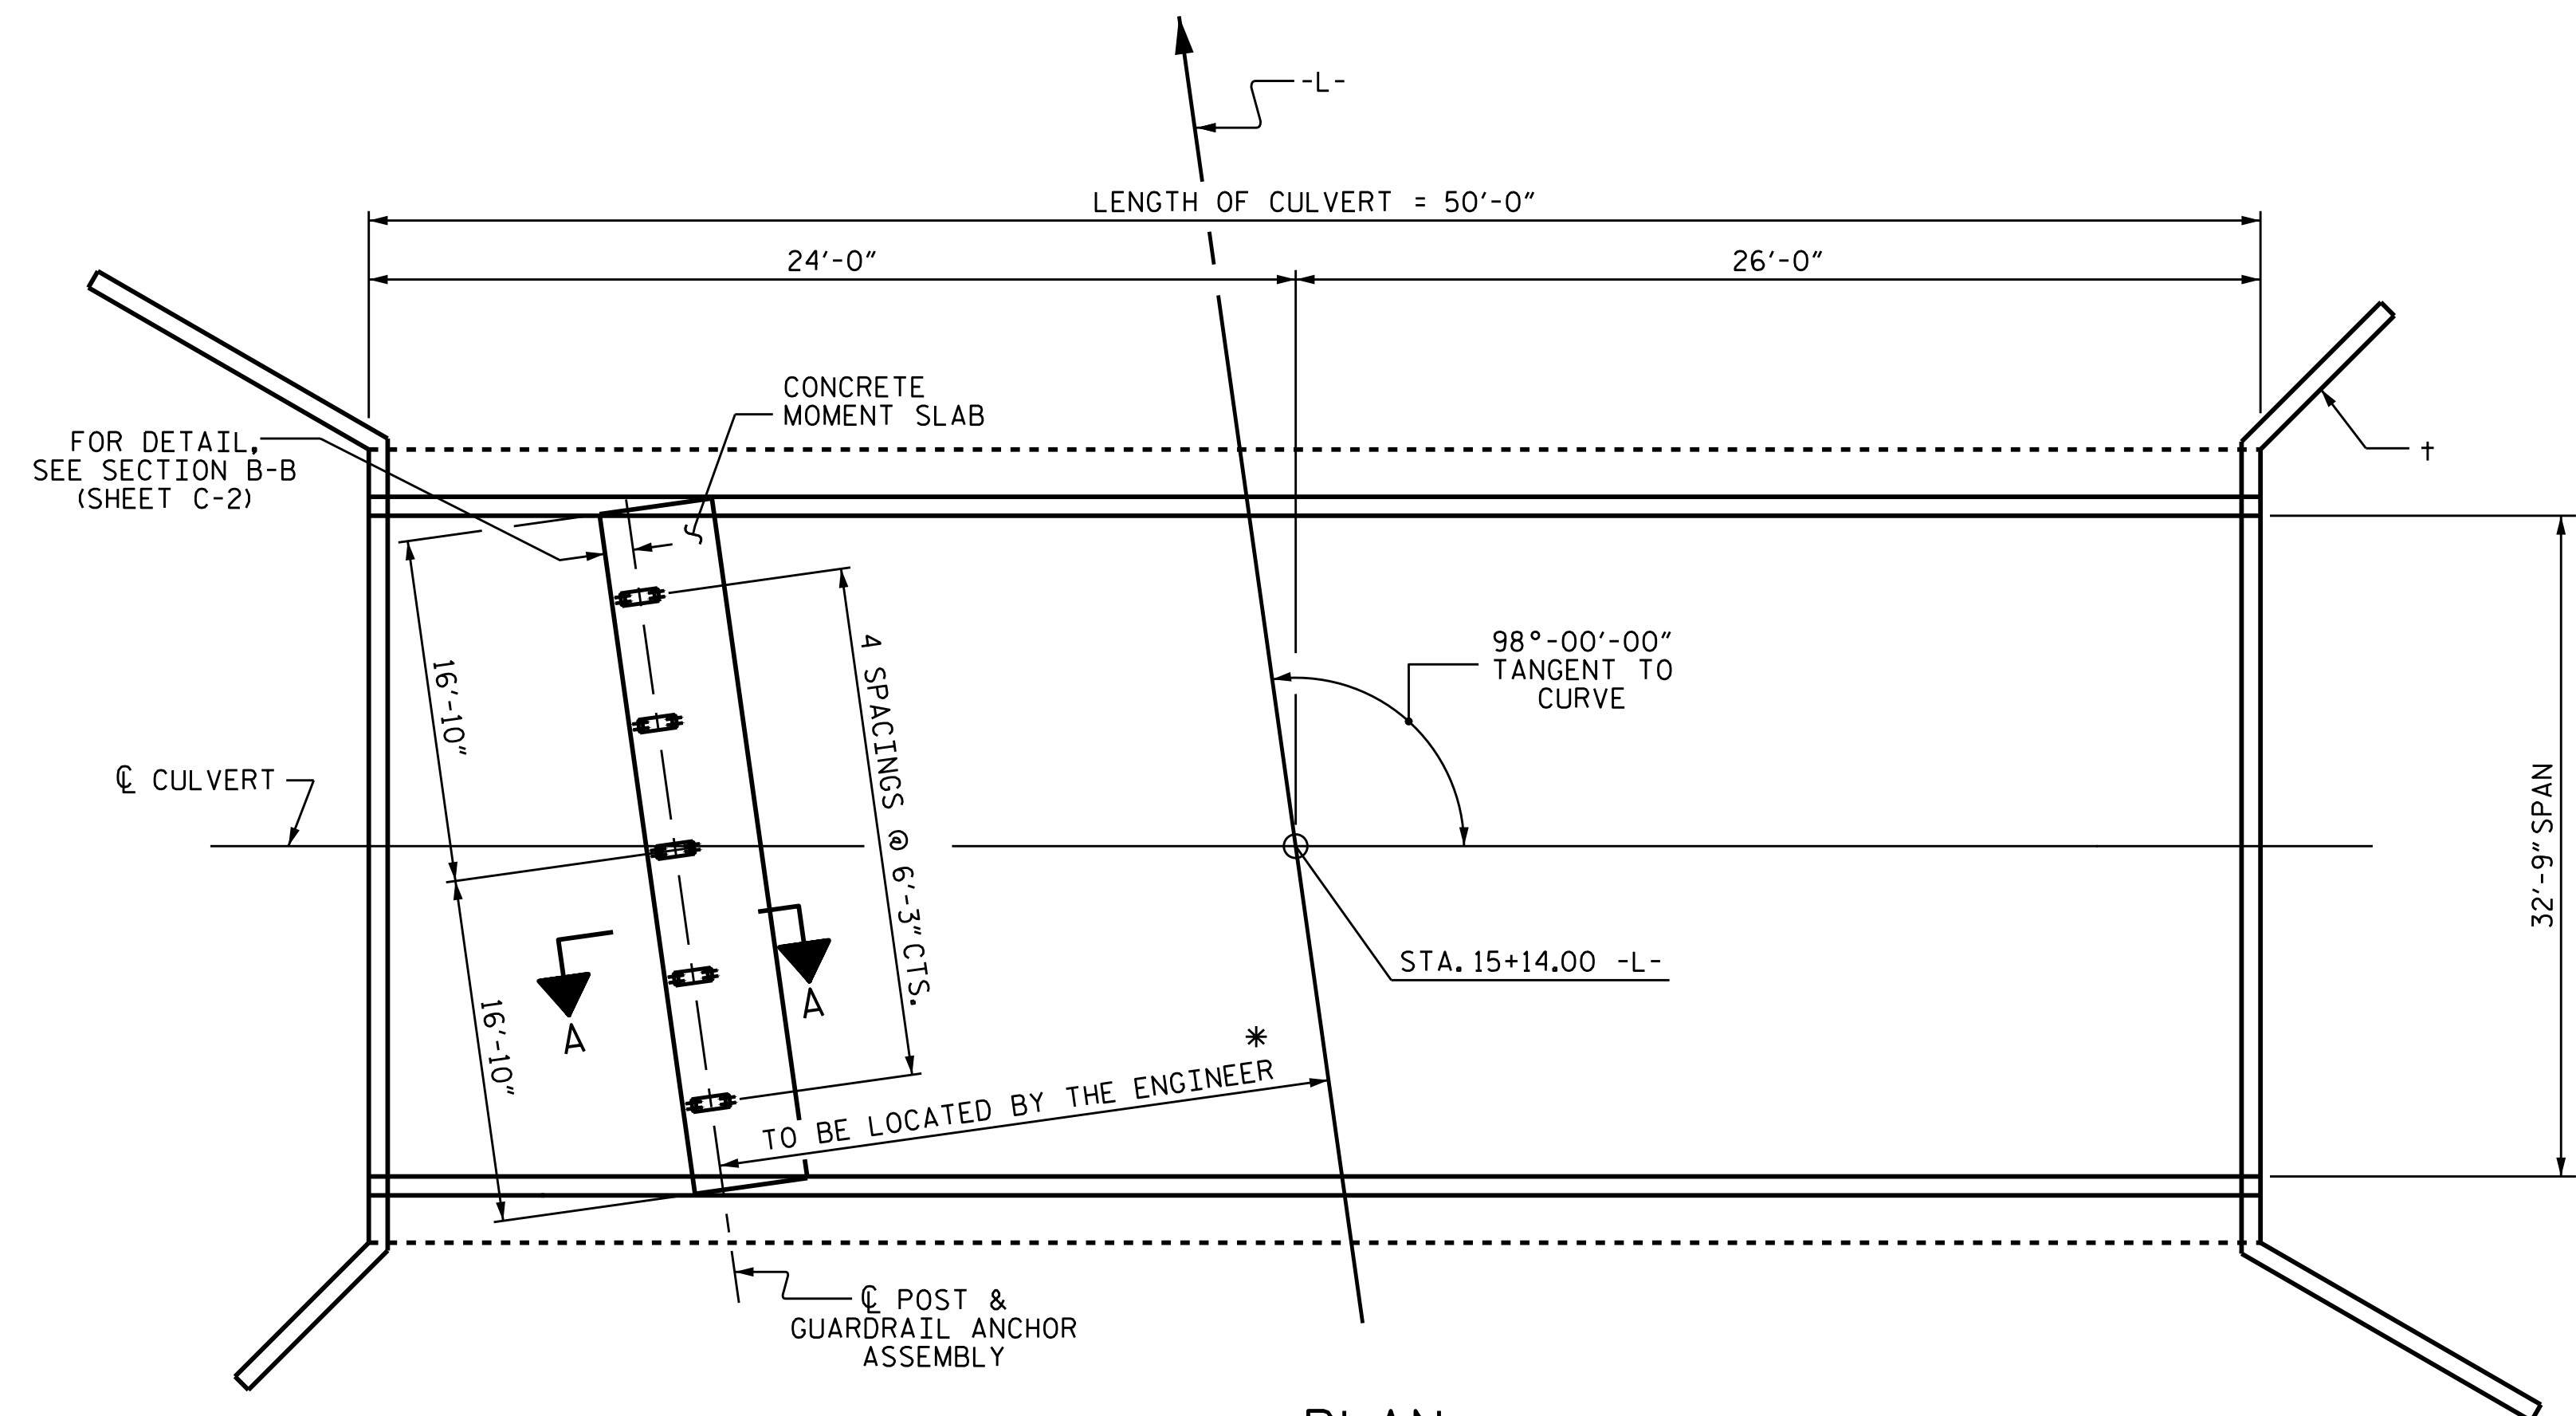 -L-
LENGTH OF CULVERT = 50'-0"
24'-0"
26'-0"
CONCRETE
MOMENT SLAB
FOR DETAIL,
SEE SECTION B-B
(SHEET C-2)
†
16'-10"
4 SPACINGS @ 6'-3" CTS.
98°-00'-00"
TANGENT TO
CURVE
℄ CULVERT
32'-9" SPAN
STA. 15+14.00 -L-
A
A
16'-10"
*
TO BE LOCATED BY THE ENGINEER
℄ POST &
GUARDRAIL ANCHOR
ASSEMBLY
PLAN